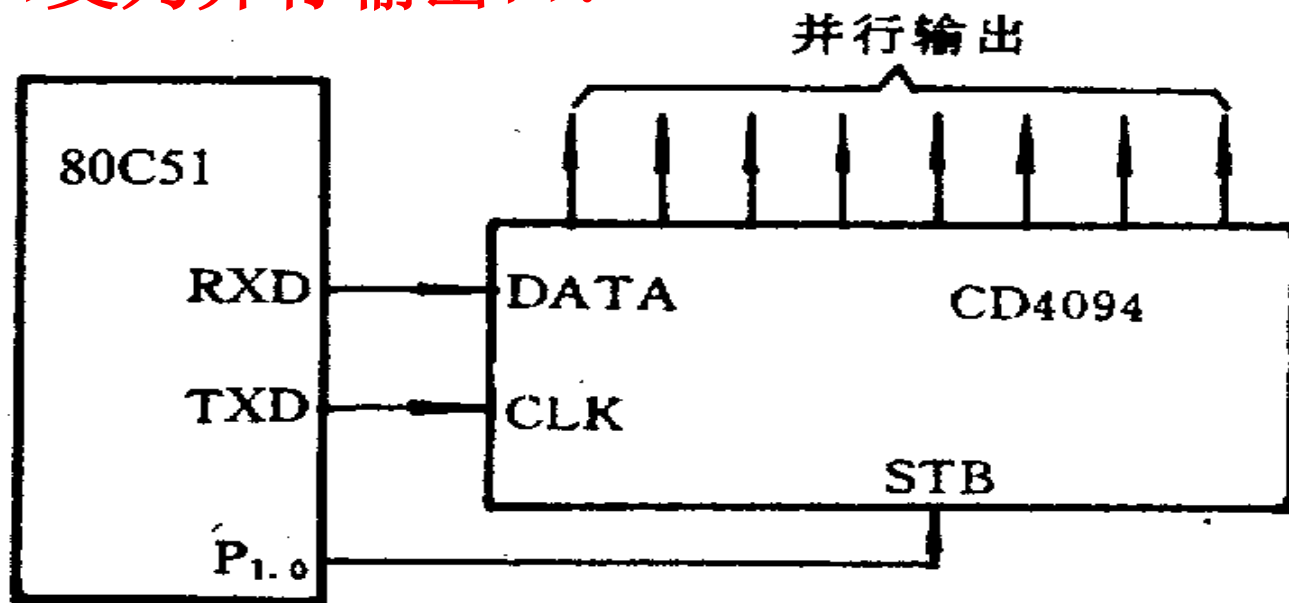 并行输出
80C51
RXD
DATA
CD4094
TXD
CLK
STB
P1.0